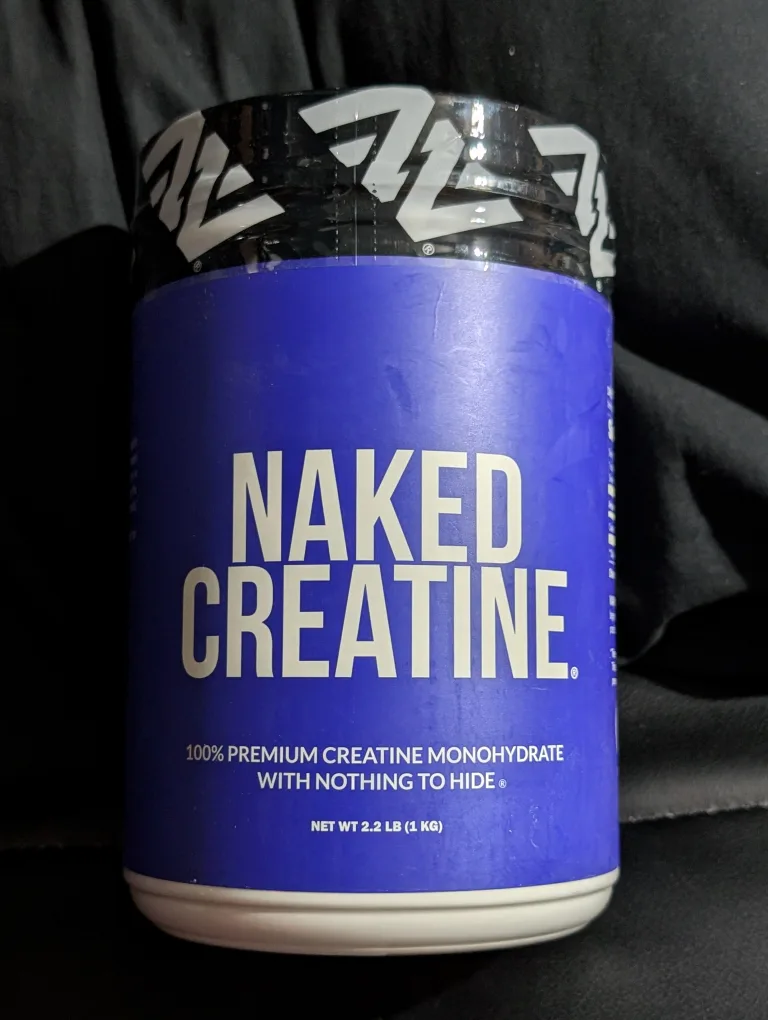 NAKED
CREATINE®
100% PREMIUM CREATINE MONOHYDRATE
WITH NOTHING TO HIDE®
NET WT 2.2 LB (1 KG)